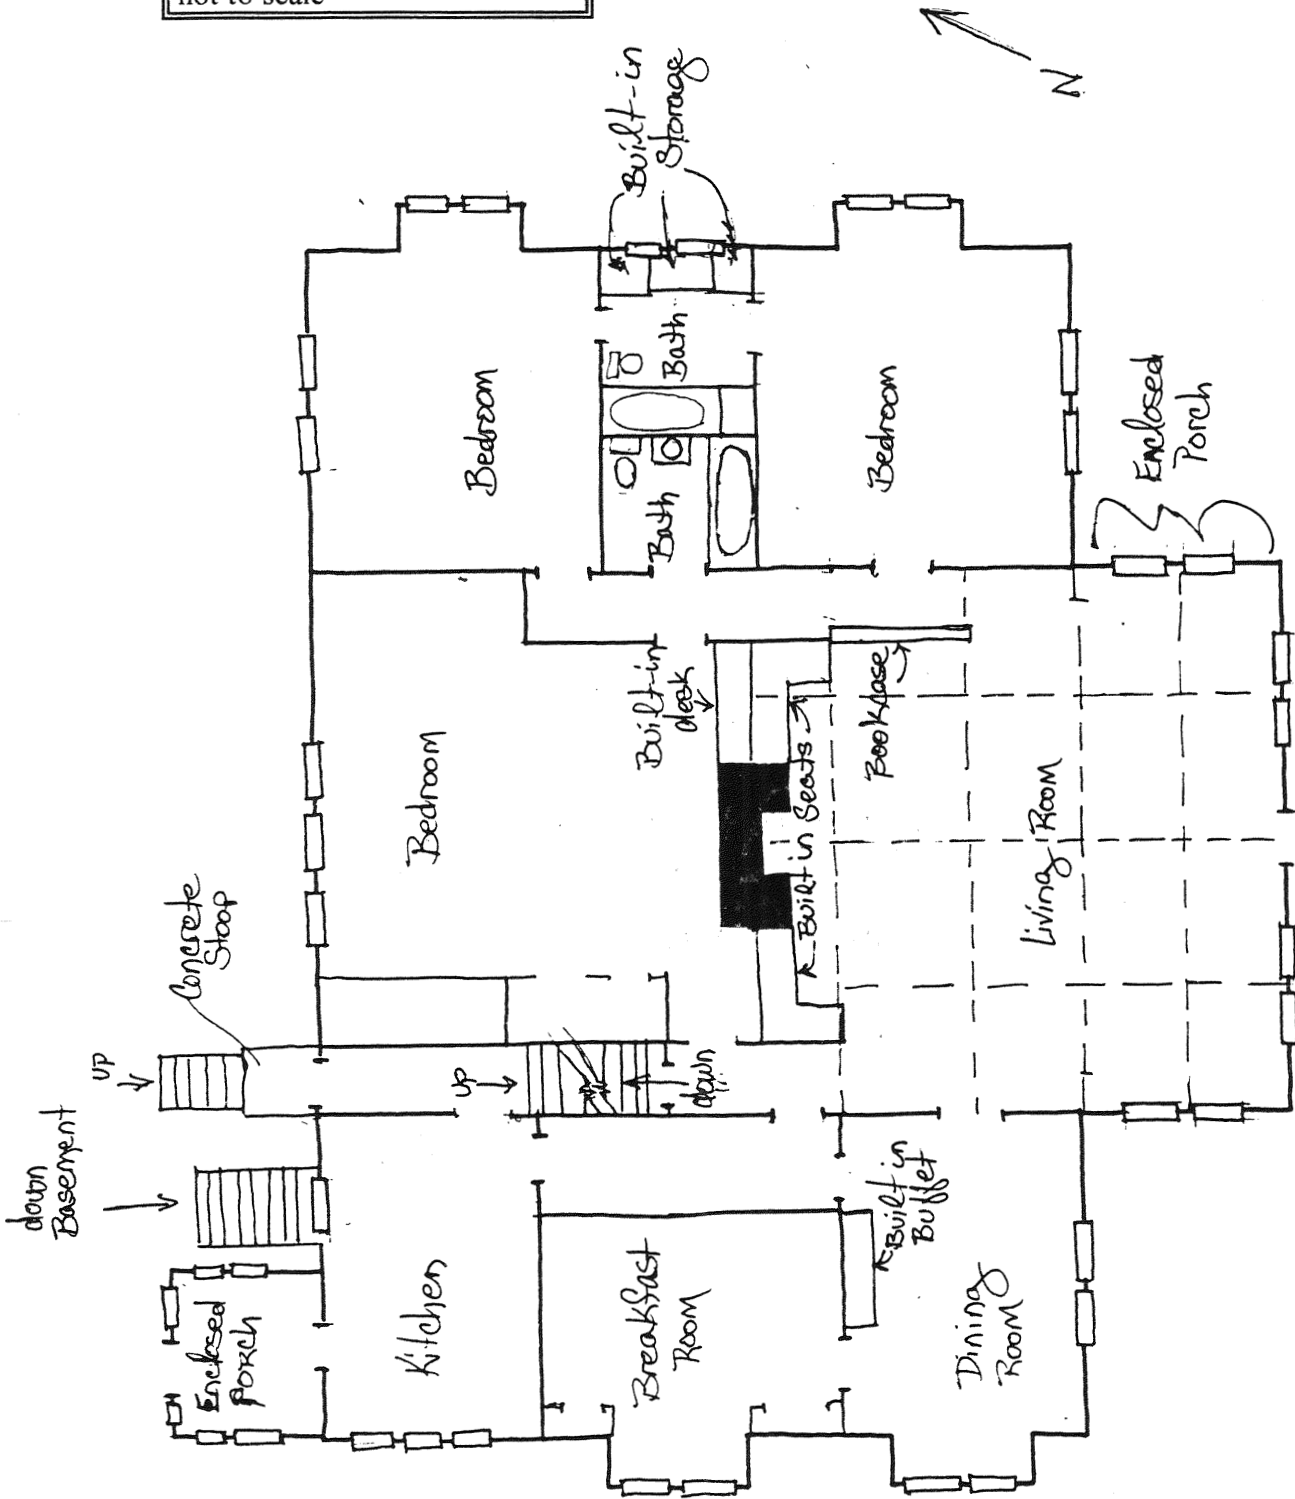 not to scale
N
Built-in
Storage
Bath
Bedroom
Bedroom
Bath
Enclosed
Porch
Built-in
desk
Bookcase
Built in Seats
Bedroom
Living Room
Concrete
Stoop
up
up
down
down
Basement
Built in
Buffet
Enclosed
PORCH
Kitchen
Breakfast
ROOM
Dining
ROOM